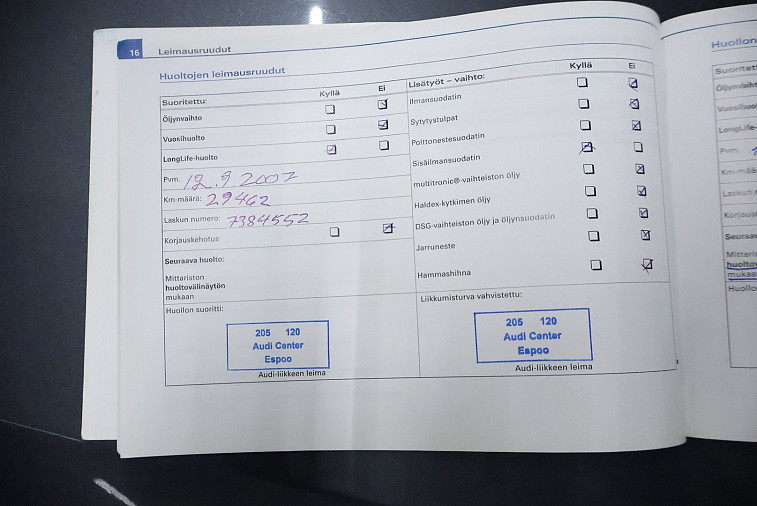 16 Leimausruudut
Huoltojen leimausruudut
Suoritettu: Kyllä Ei
Öljynvaihto
Vuosihuolto
LongLife-huolto
Pvm. 12.9.2007
Km-määrä: 29462
Laskun numero: 7384552
Korjauskehotus
Seuraava huolto:
Mittariston
huoltovälinäytön
mukaan
Huollon suoritti:
205 120
Audi Center
Espoo
Audi-liikkeen leima
Lisätyöt – vaihto: Kyllä Ei
Ilmansuodatin
Sytytystulpat
Polttonestesuodatin
Sisäilmansuodatin
multitronic®-vaihteiston öljy
Haldex-kytkimen öljy
DSG-vaihteiston öljy ja öljynsuodatin
Jarruneste
Hammashihna
Liikkumisturva vahvistettu:
205 120
Audi Center
Espoo
Audi-liikkeen leima